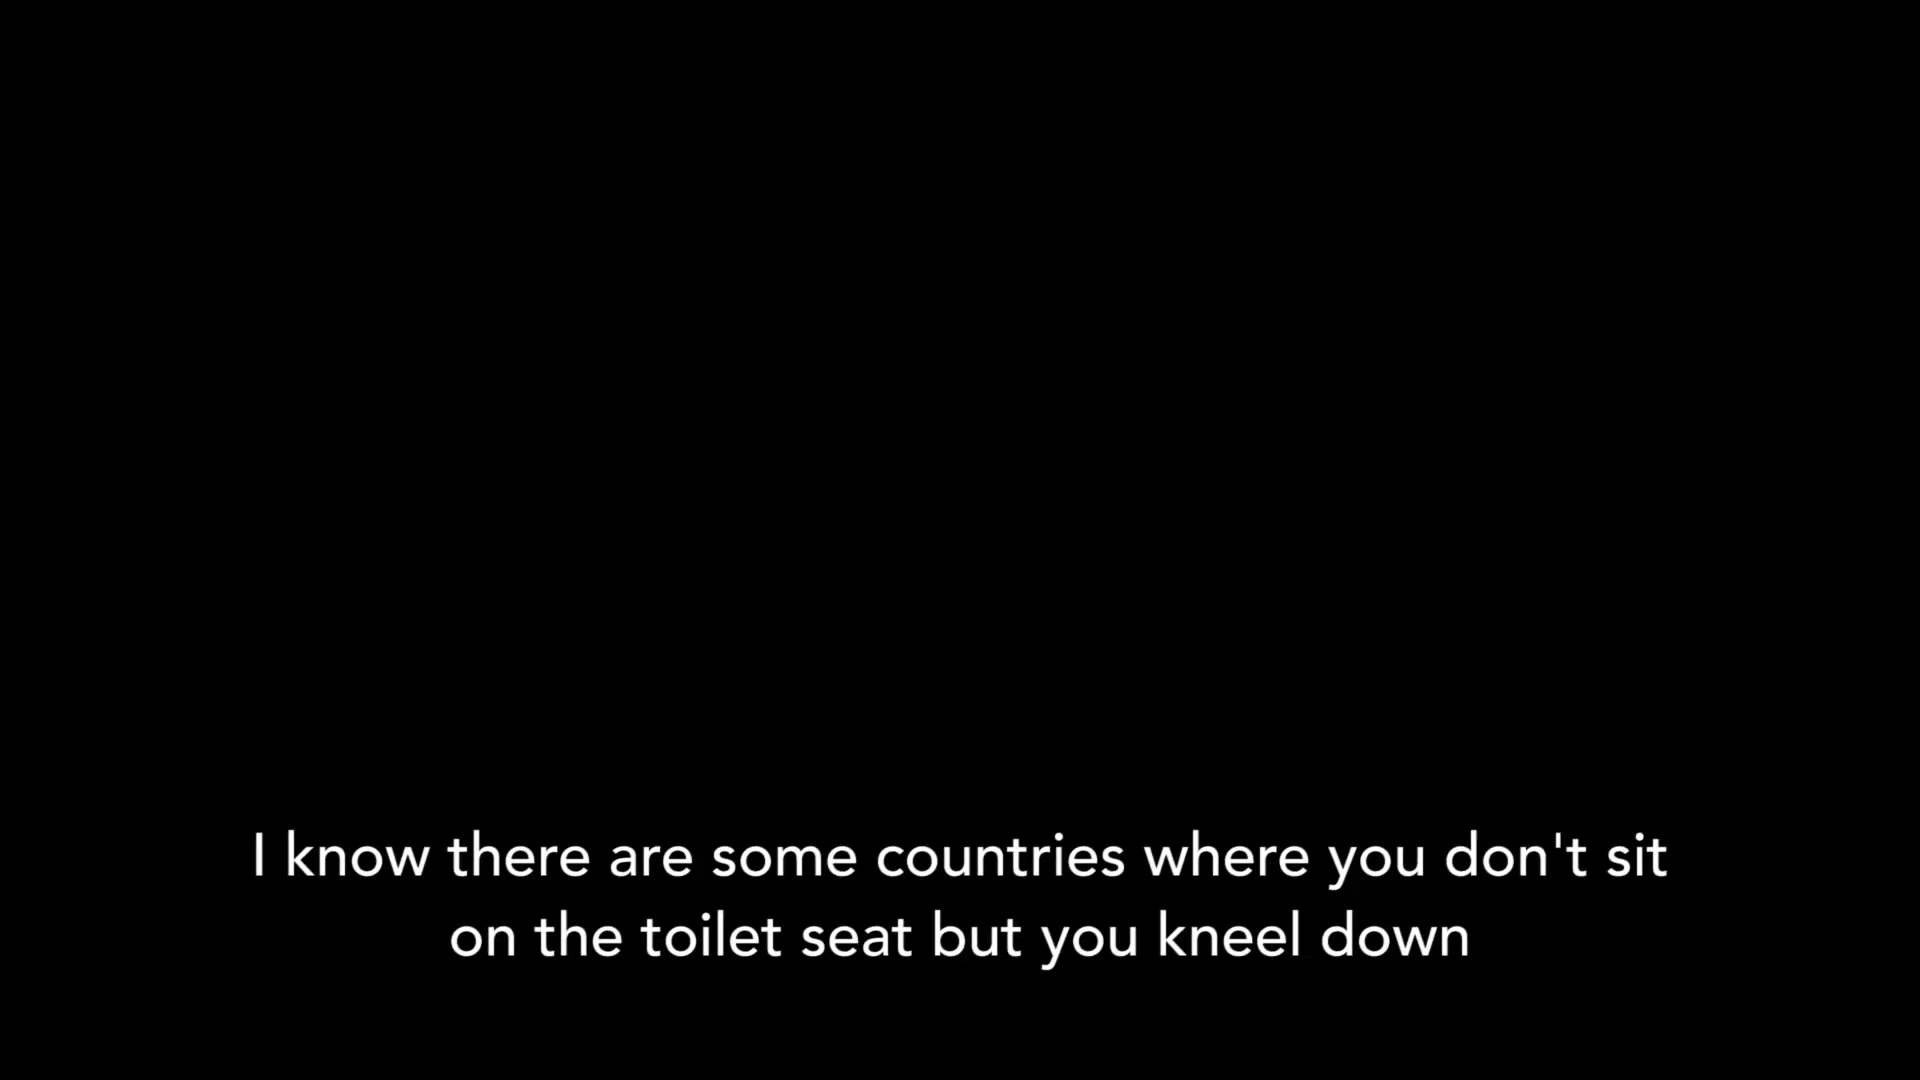 I know there are some countries where you don't sit
on the toilet seat but you kneel down